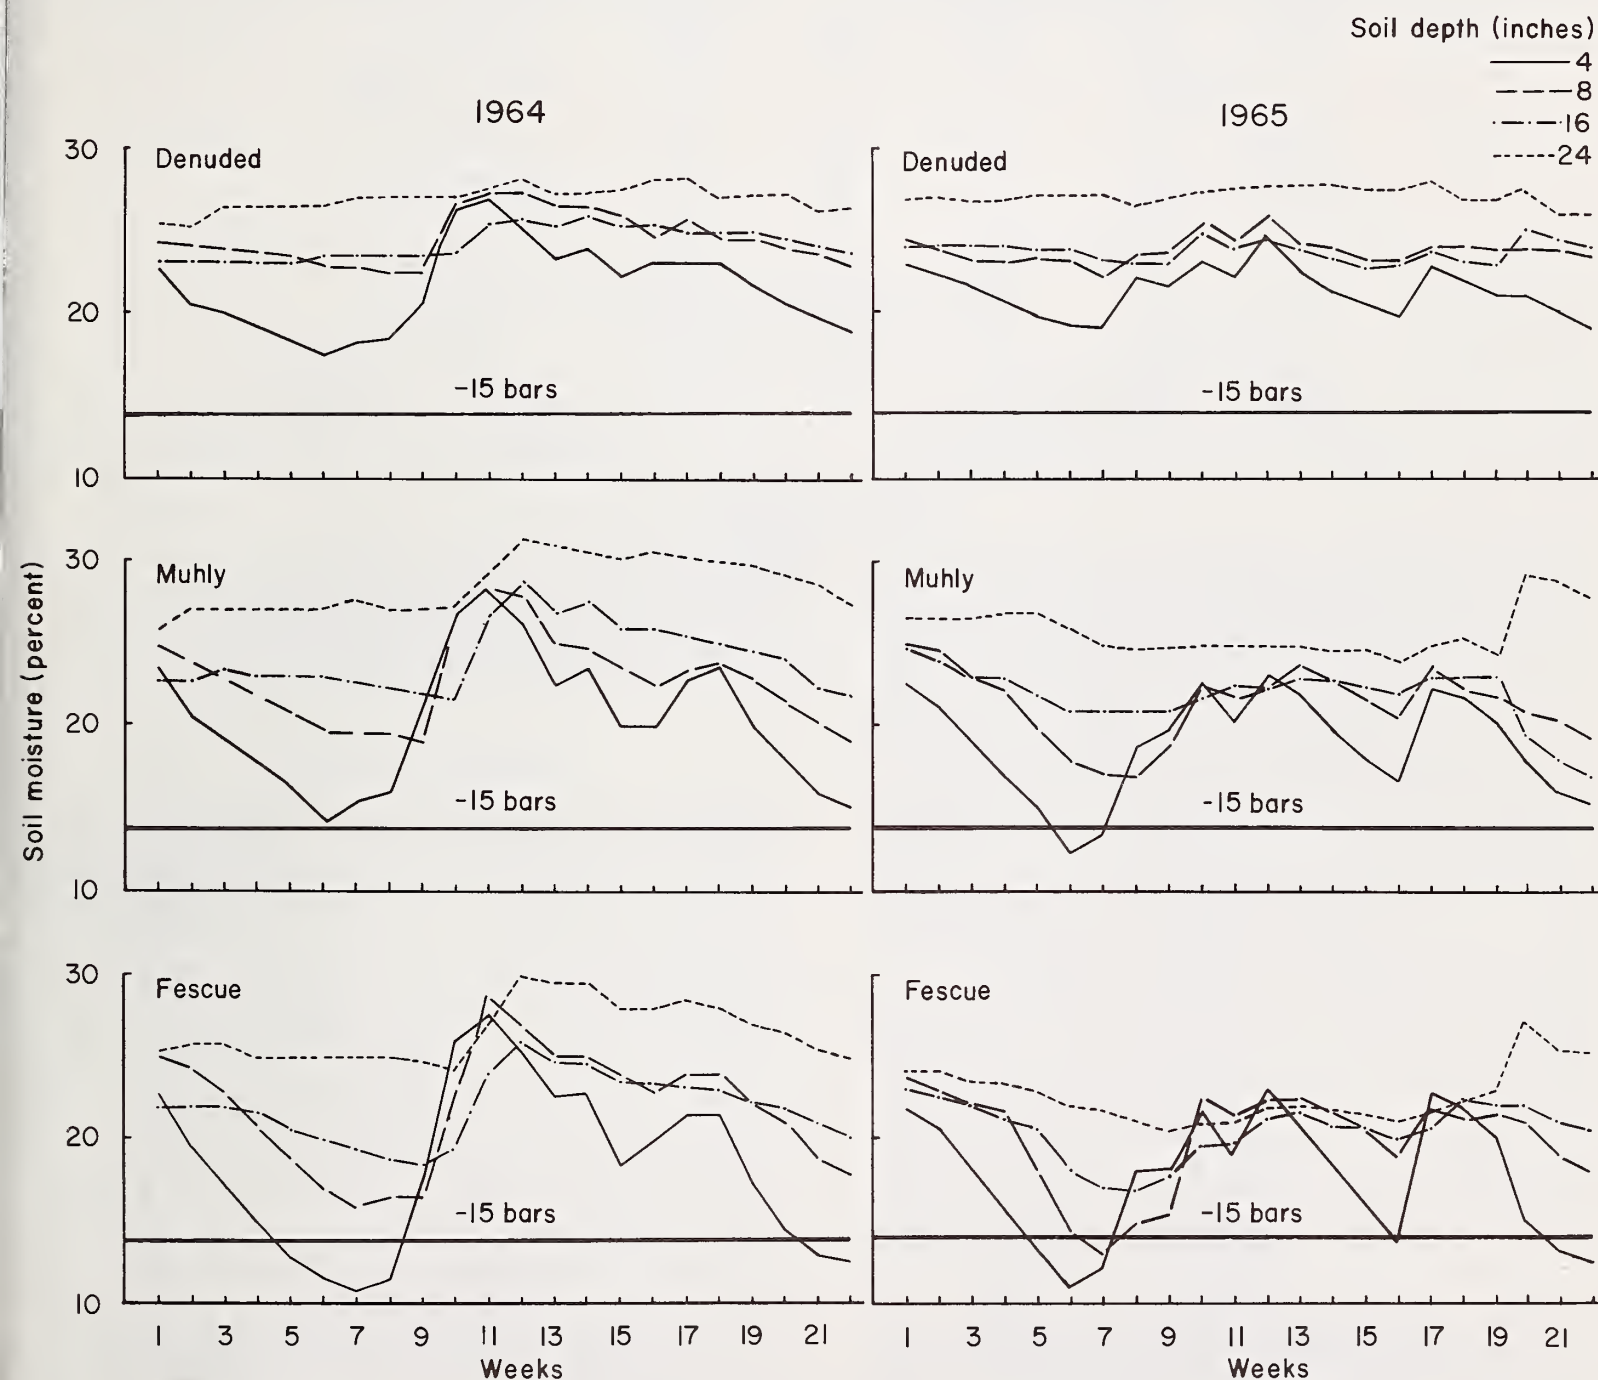 Soil depth (inches)
4
8
16
24
1964
1965
30
Denuded
Denuded
20
-15 bars
-15 bars
10
Soil moisture (percent)
30
Muhly
Muhly
20
-15 bars
-15 bars
10
30
Fescue
Fescue
20
-15 bars
-15 bars
10
1 3 5 7 9 11 13 15 17 19 21
1 3 5 7 9 11 13 15 17 19 21
Weeks
Weeks